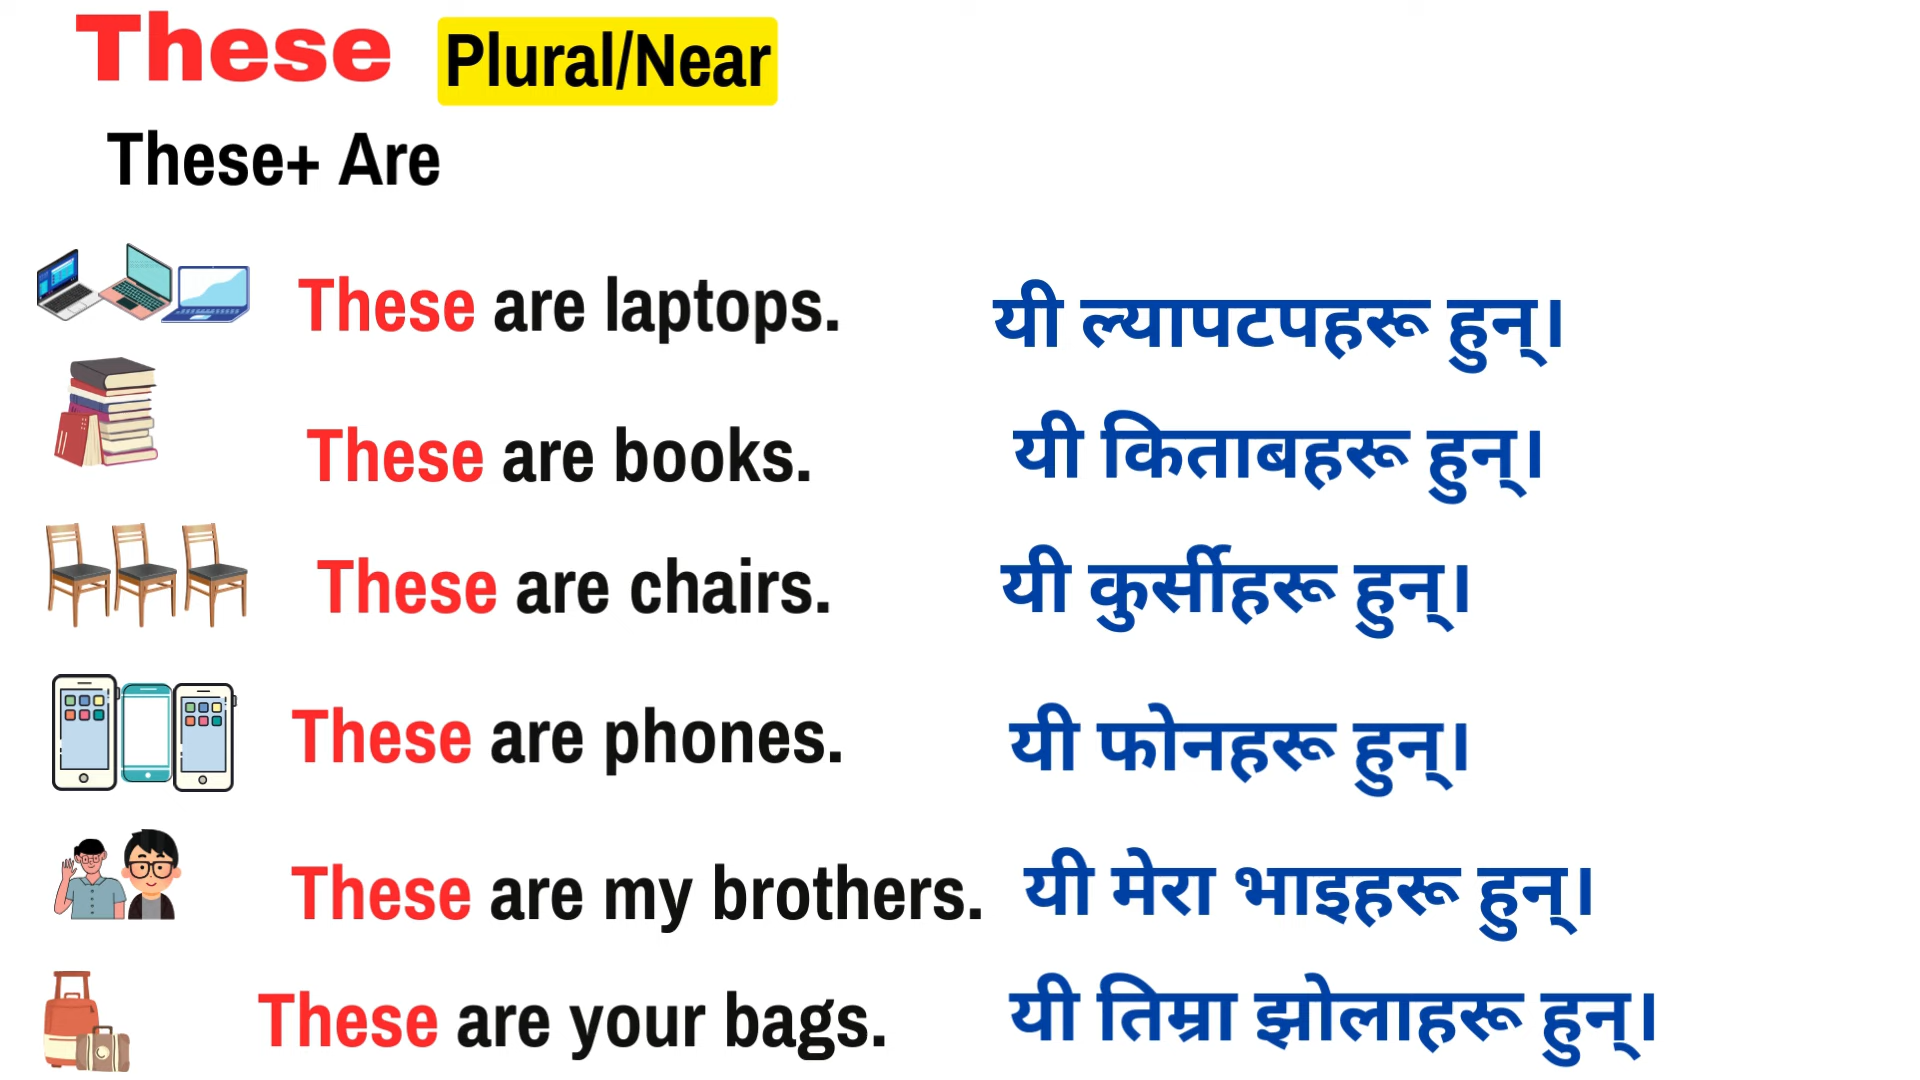 These Plural/Near
These+ Are
These are laptops. यी ल्यापटपहरू हुन्।
These are books. यी किताबहरू हुन्।
These are chairs. यी कुर्सीहरू हुन्।
These are phones. यी फोनहरू हुन्।
These are my brothers. यी मेरा भाइहरू हुन्।
These are your bags. यी तिम्रा झोलाहरू हुन्।